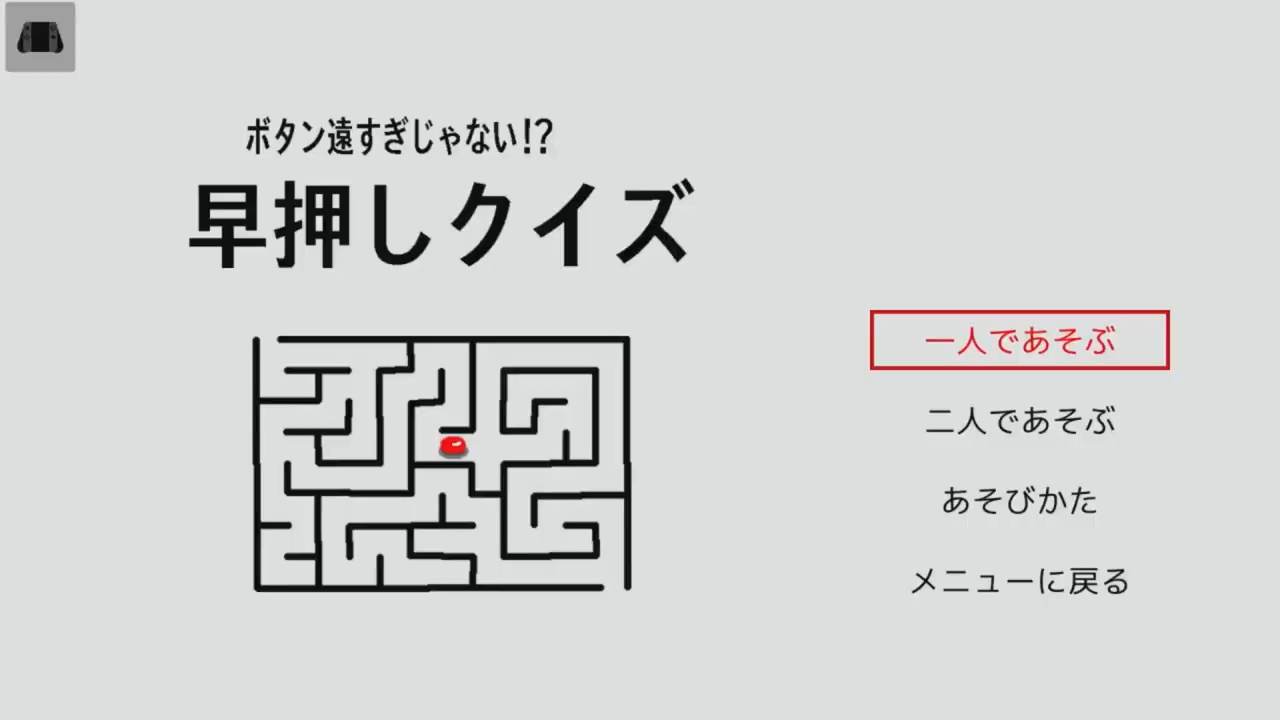 ボタン遠すぎじゃない!?
早押しクイズ
一人であそぶ
二人であそぶ
あそびかた
メニューに戻る